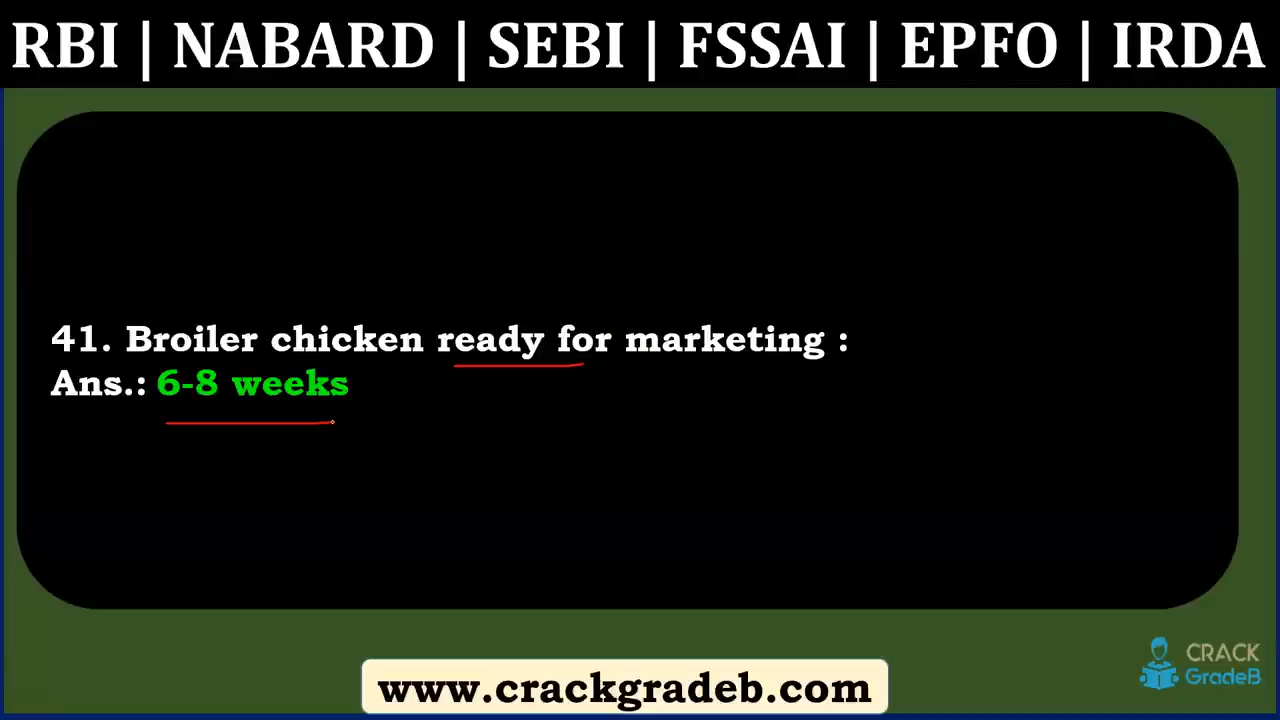 RBI | NABARD | SEBI | FSSAI | EPFO | IRDA
41. Broiler chicken ready for marketing :
Ans.: 6-8 weeks
CRACK
GradeB
www.crackgradeb.com